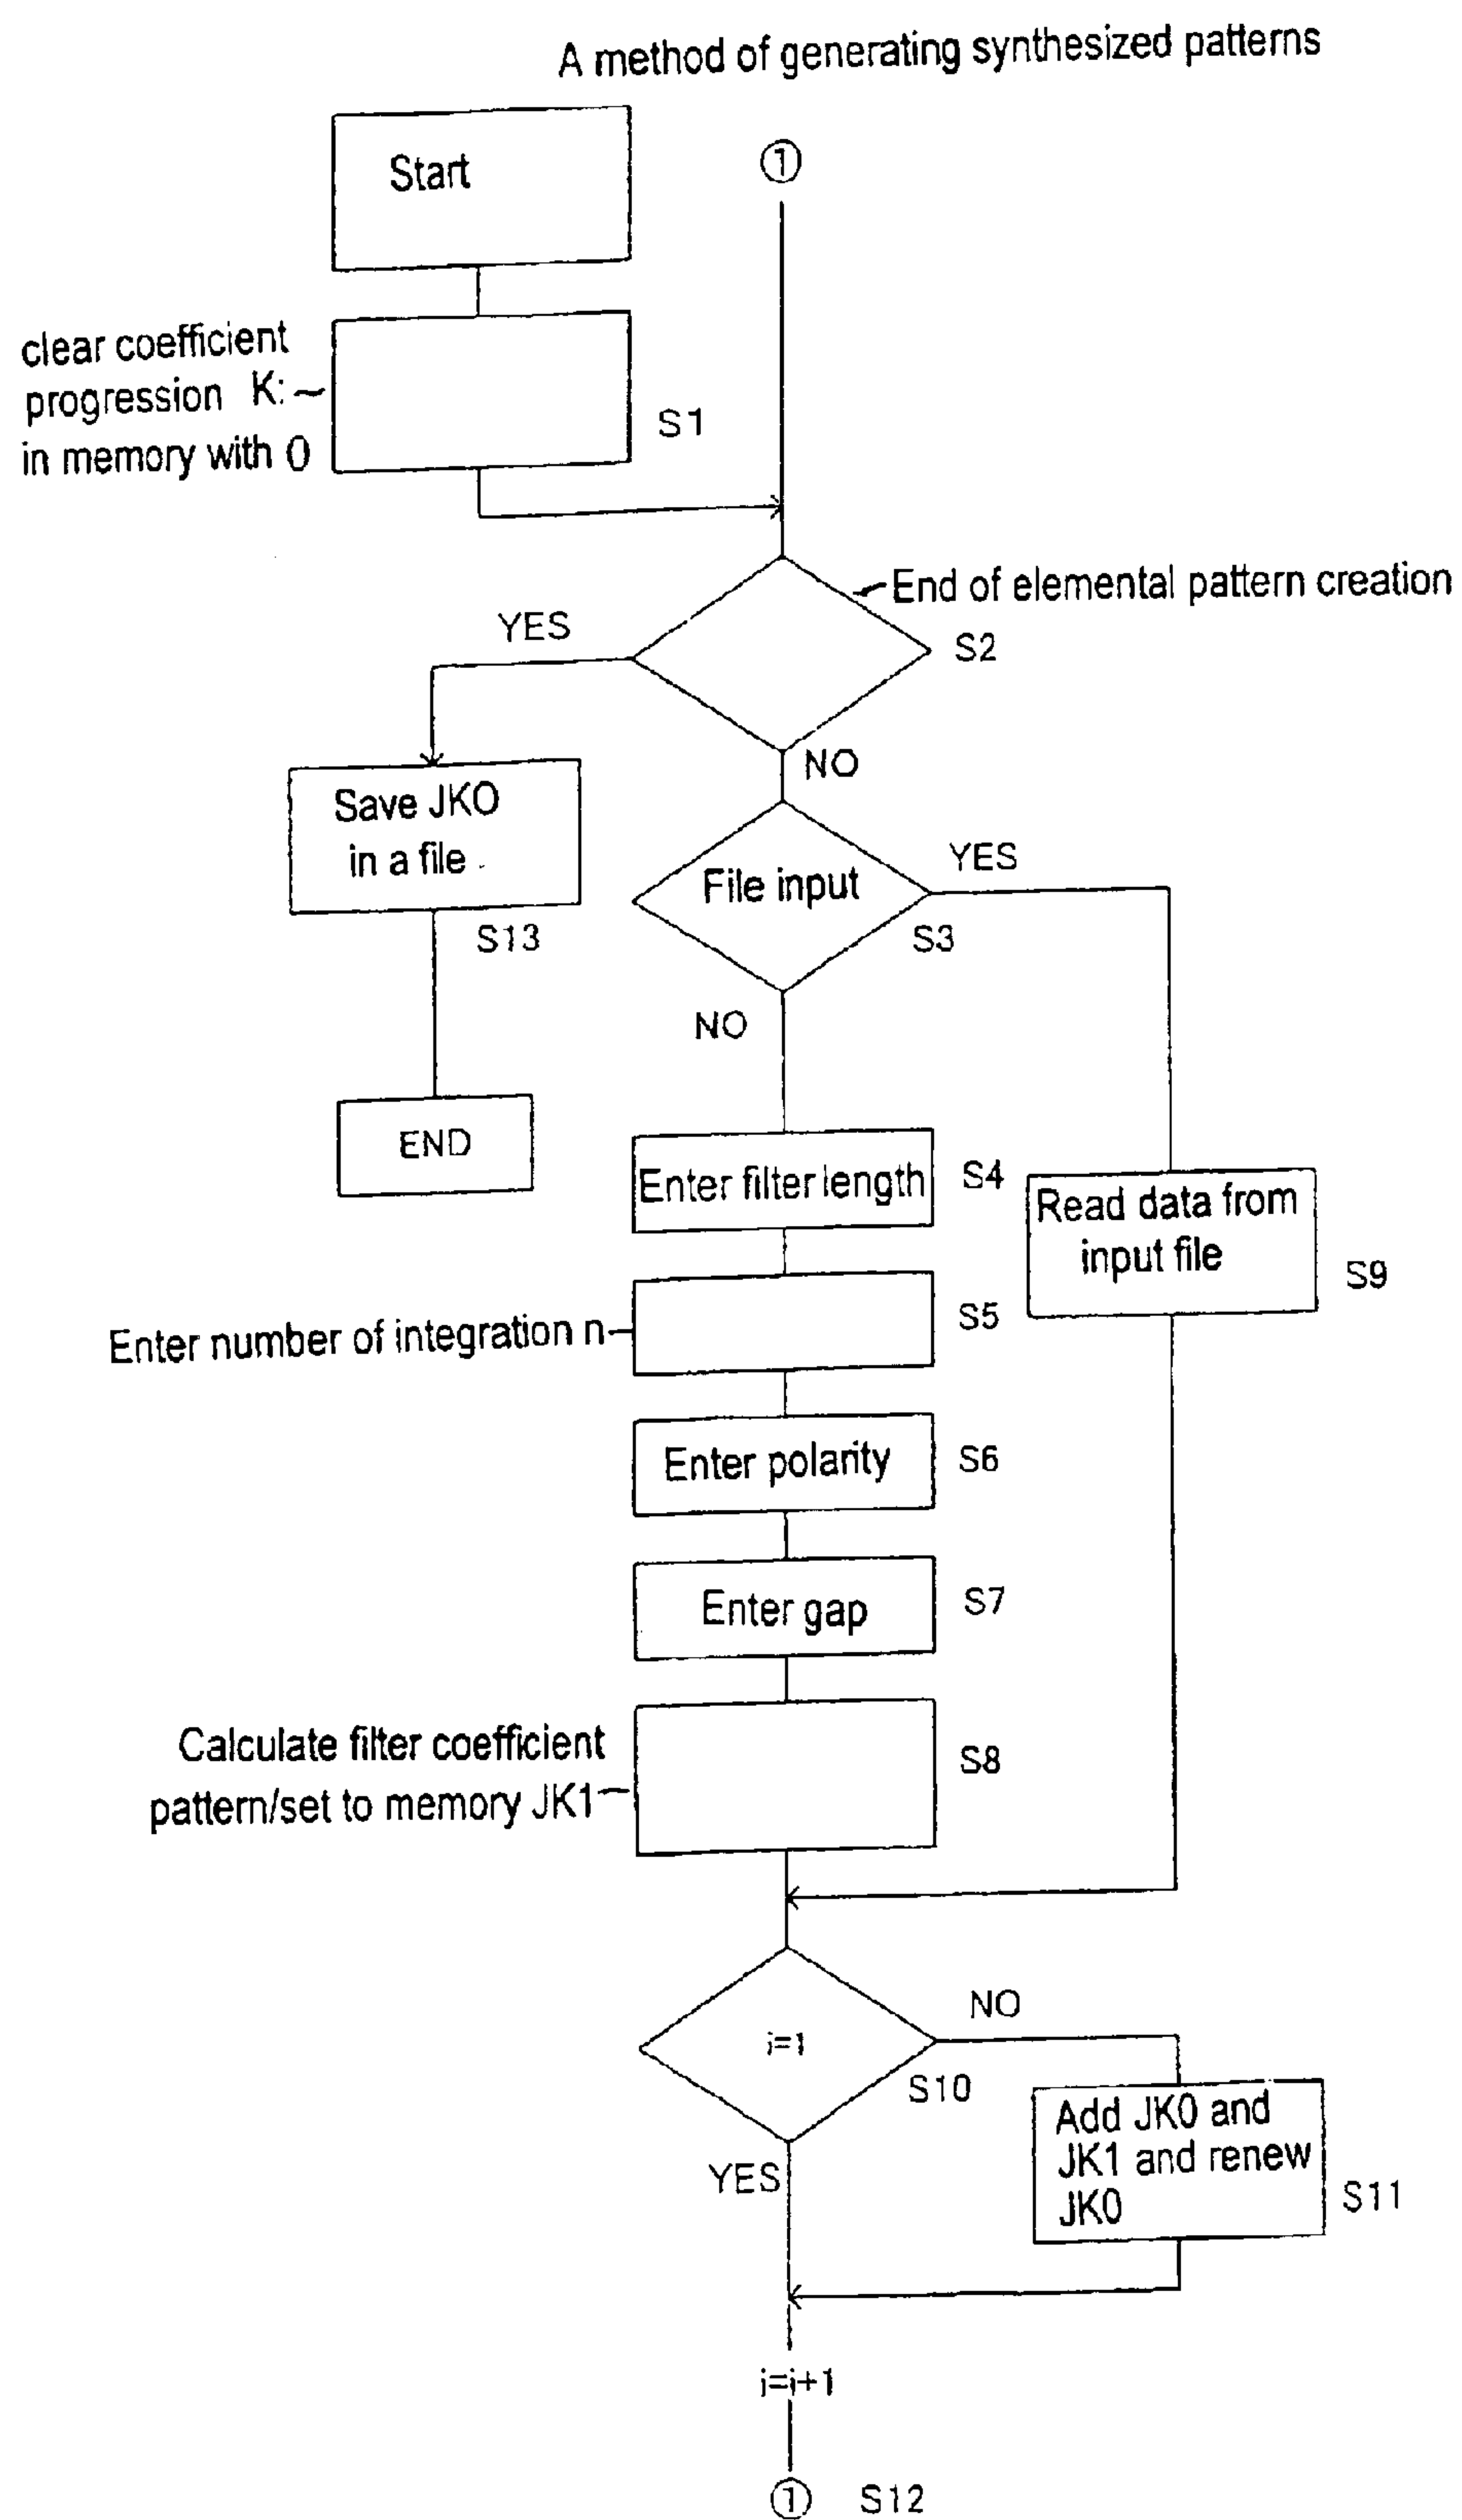 A method of generating synthesized patterns
Start
①
clear coefficient
progression K:
in memory with 0
S1
End of elemental pattern creation
S2
YES
NO
Save JK0
in a file
S13
END
File input
YES
S3
NO
Enter filter length
S4
Read data from
input file
S9
Enter number of integration n
S5
Enter polarity
S6
Enter gap
S7
Calculate filter coefficient
pattern/set to memory JK1
S8
i=1
NO
S10
YES
Add JK0 and
JK1 and renew
JK0
S11
i=i+1
①
S12